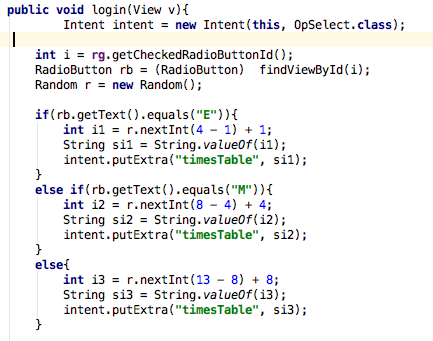 public void login(View v){
        Intent intent = new Intent(this, OpSelect.class);
    int i = rg.getCheckedRadioButtonId();
    RadioButton rb = (RadioButton)  findViewById(i);
    Random r = new Random();
    if(rb.getText().equals("E")){
        int i1 = r.nextInt(4 - 1) + 1;
        String si1 = String.valueOf(i1);
        intent.putExtra("timesTable", si1);
    }
    else if(rb.getText().equals("M")){
        int i2 = r.nextInt(8 - 4) + 4;
        String si2 = String.valueOf(i2);
        intent.putExtra("timesTable", si2);
    }
    else{
        int i3 = r.nextInt(13 - 8) + 8;
        String si3 = String.valueOf(i3);
        intent.putExtra("timesTable", si3);
    }